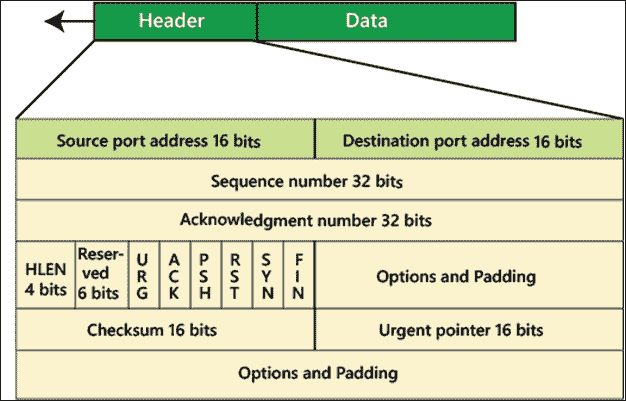 Header Data
Source port address 16 bits Destination port address 16 bits
Sequence number 32 bits
Acknowledgment number 32 bits
HLEN
4 bits
Reser-
ved
6 bits
URG
ACK
PSH
RST
SYN
FIN
Options and Padding
Checksum 16 bits Urgent pointer 16 bits
Options and Padding